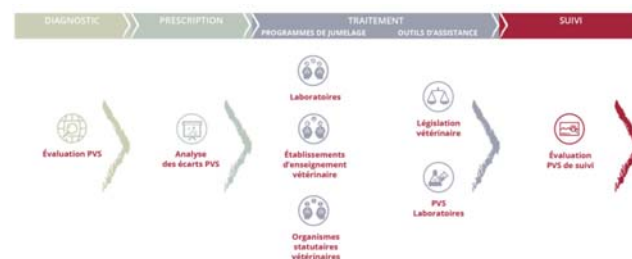 DIAGNOSTIC
PRESCRIPTION
TRAITEMENT
PROGRAMMES DE JUMELAGE
OUTILS D'ASSISTANCE
SUIVI
Évaluation PVS
Analyse
des écarts PVS
Laboratoires
Établissements
d'enseignement
vétérinaire
Organismes
statutaires
vétérinaires
Législation
vétérinaire
PVS
Laboratoires
Évaluation
PVS de suivi